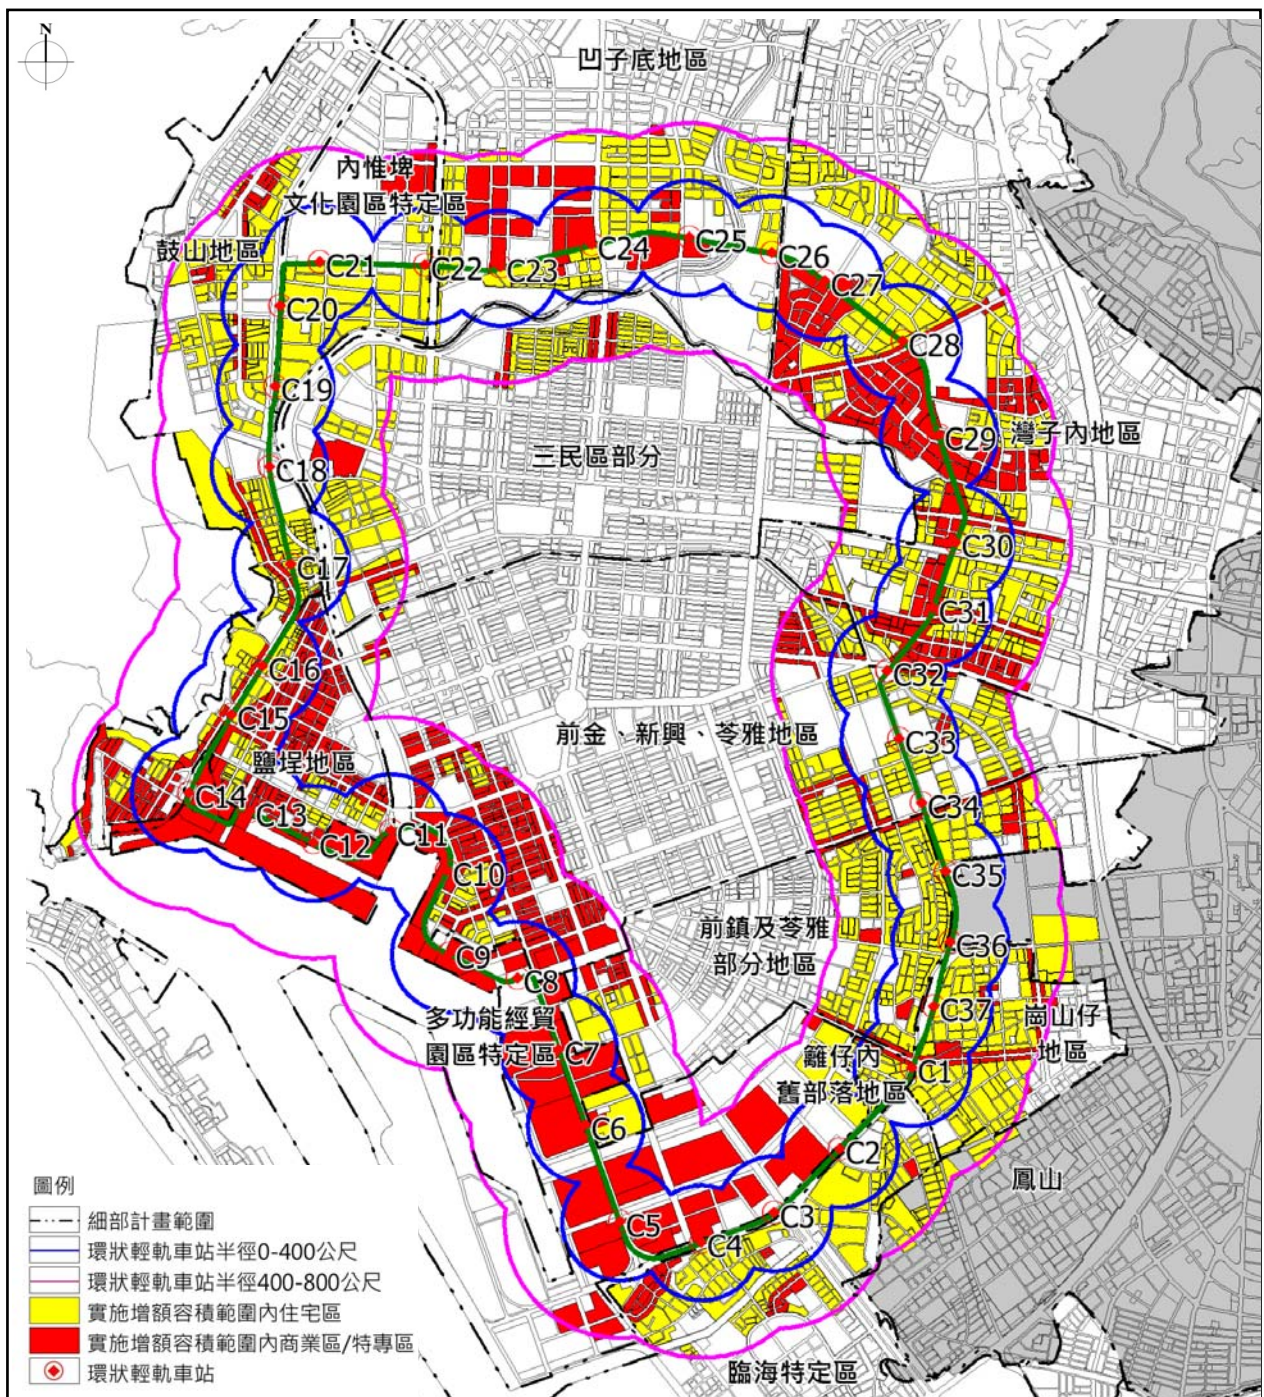 N
凹子底地區
內惟埤
文化園區特定區
鼓山地區
C21
C22
C23
C24
C25
C26
C27
C20
C28
C19
C29
灣子內地區
三民區部分
C18
C30
C17
C31
C16
C32
C15
前金、新興、苓雅地區
C33
鹽埕地區
C14
C13
C12
C11
C34
C10
C35
前鎮及苓雅
部分地區
C36
C9
C8
多功能經貿
園區特定區
C7
C37
崗山仔
地區
籬仔內
舊部落地區
C1
C6
C2
鳳山
C5
C4
C3
臨海特定區
圖例
細部計畫範圍
環狀輕軌車站半徑0-400公尺
環狀輕軌車站半徑400-800公尺
實施增額容積範圍內住宅區
實施增額容積範圍內商業區/特專區
環狀輕軌車站